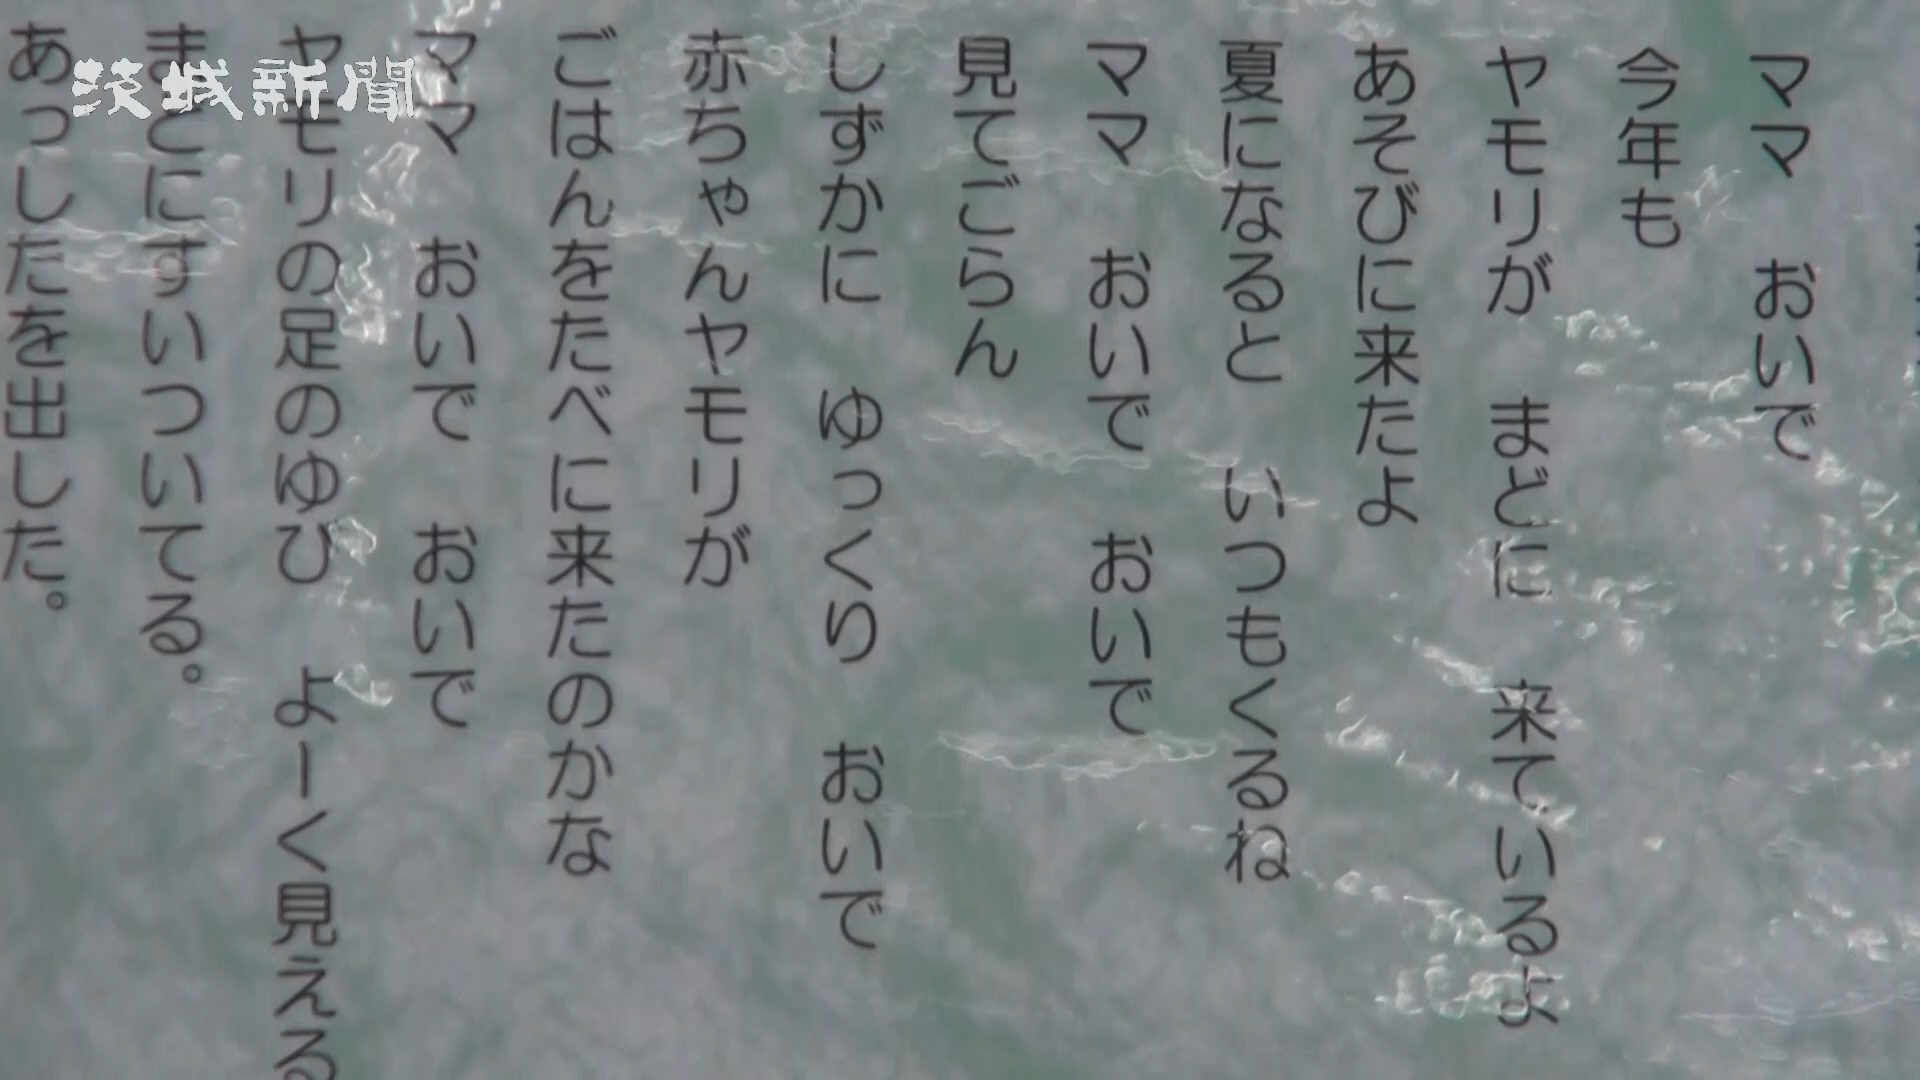 茨城新聞
ママ　おいで
今年も
ヤモリが　まどに　来ているよ
あそびに来たよ
夏になると　いつもくるね
ママ　おいで　おいで
見てごらん
しずかに　ゆっくり　おいで
赤ちゃんヤモリが
ごはんをたべに来たのかな
ママ　おいで　おいで
ヤモリの足のゆび　よーく見える
まどにすいついてる。
あっしたを出した。